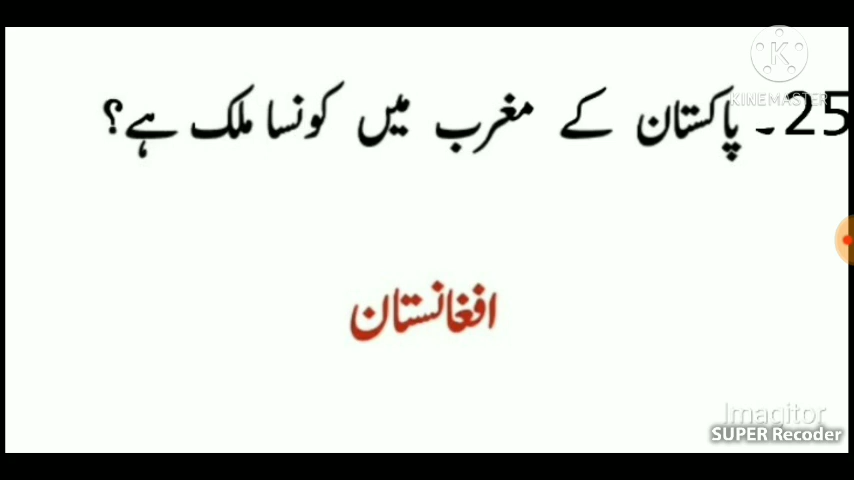 25۔ پاکستان کے مغرب میں کونسا ملک ہے؟
افغانستان
K
KINEMASTER
Imagitor
SUPER Recoder